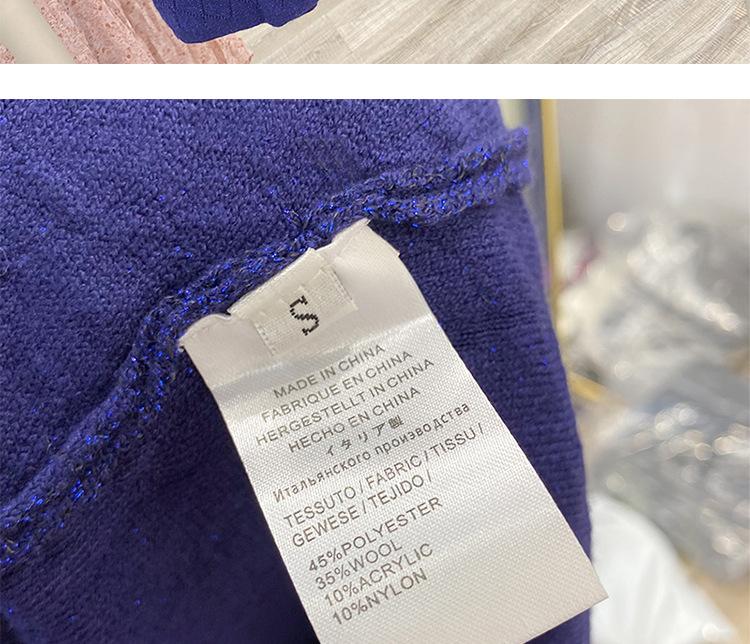 S
MADE IN CHINA
FABRIQUE EN CHINA
HERGESTELLT IN CHINA
HECHO EN CHINA
イタリア製
Итальянского производства
TESSUTO / FABRIC / TISSU /
GEWESE / TEJIDO /
45%POLYESTER
35%WOOL
10%ACRYLIC
10%NYLON